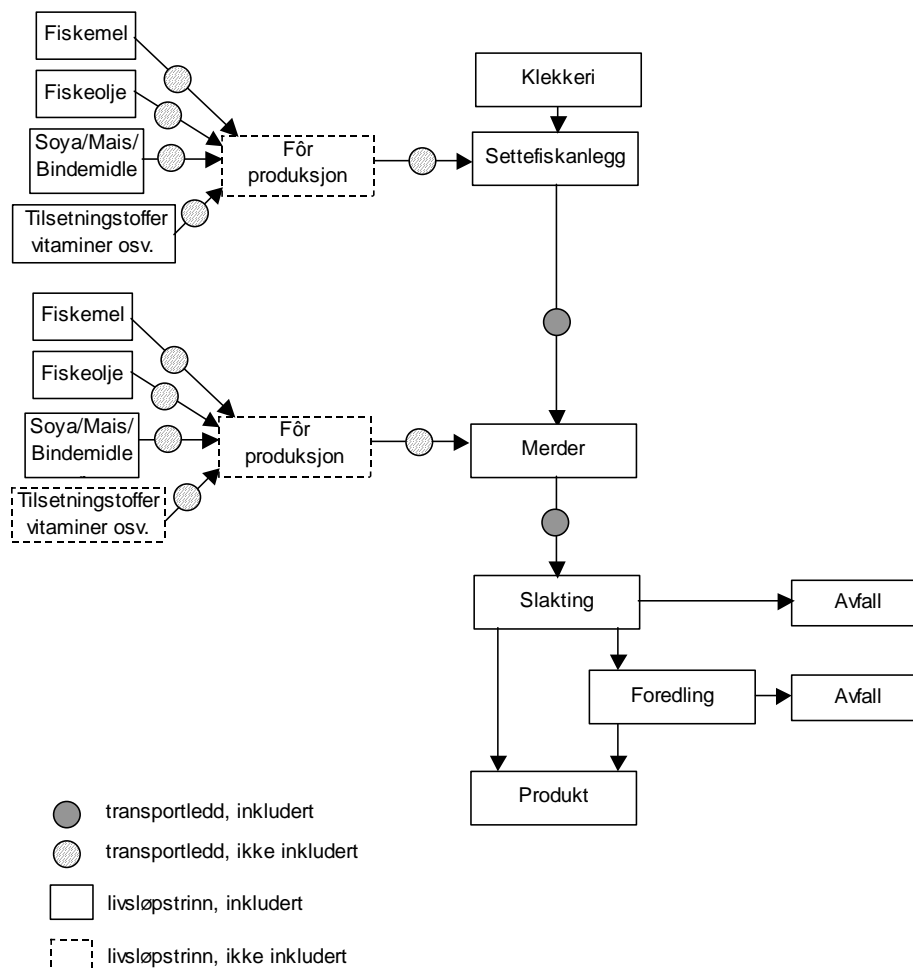 Fiskemel
Fiskeolje
Soya/Mais/
Bindemidle
Tilsetningstoffer
vitaminer osv.
Fôr
produksjon
Klekkeri
Settefiskanlegg
Fiskemel
Fiskeolje
Soya/Mais/
Bindemidle
Tilsetningstoffer
vitaminer osv.
Fôr
produksjon
Merder
Slakting
Avfall
Foredling
Avfall
Produkt
transportledd, inkludert
transportledd, ikke inkludert
livsløpstrinn, inkludert
livsløpstrinn, ikke inkludert